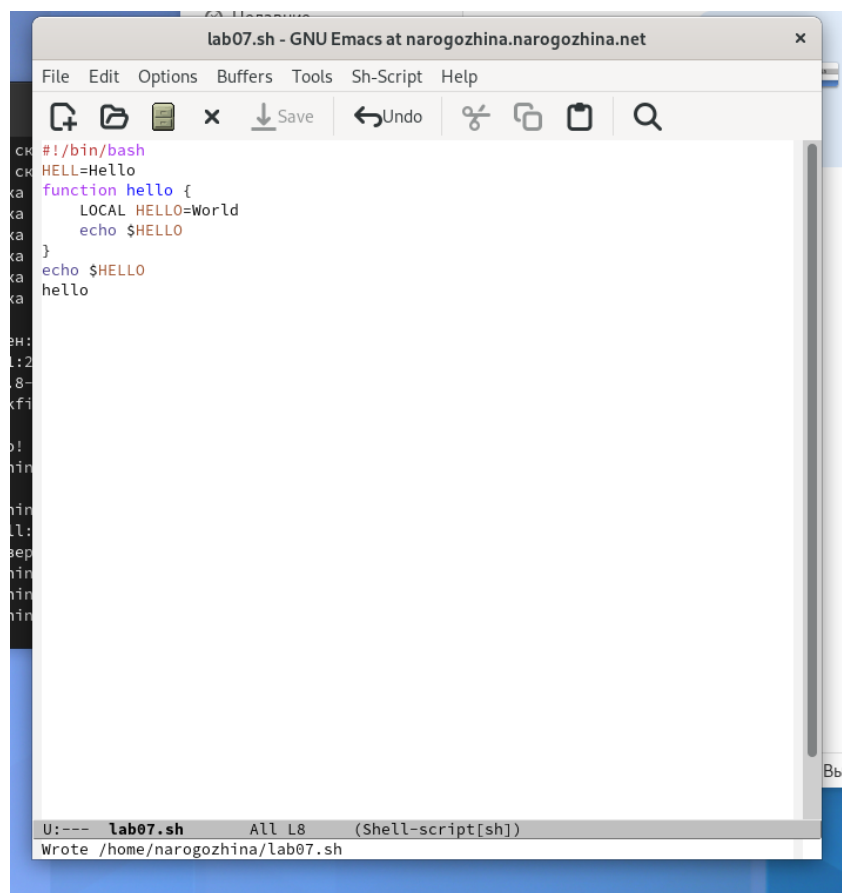 lab07.sh - GNU Emacs at narogozhina.narogozhina.net
File Edit Options Buffers Tools Sh-Script Help
Save Undo
#!/bin/bash
HELL=Hello
function hello {
    LOCAL HELLO=World
    echo $HELLO
}
echo $HELLO
hello
U:--- lab07.sh All L8 (Shell-script[sh])
Wrote /home/narogozhina/lab07.sh